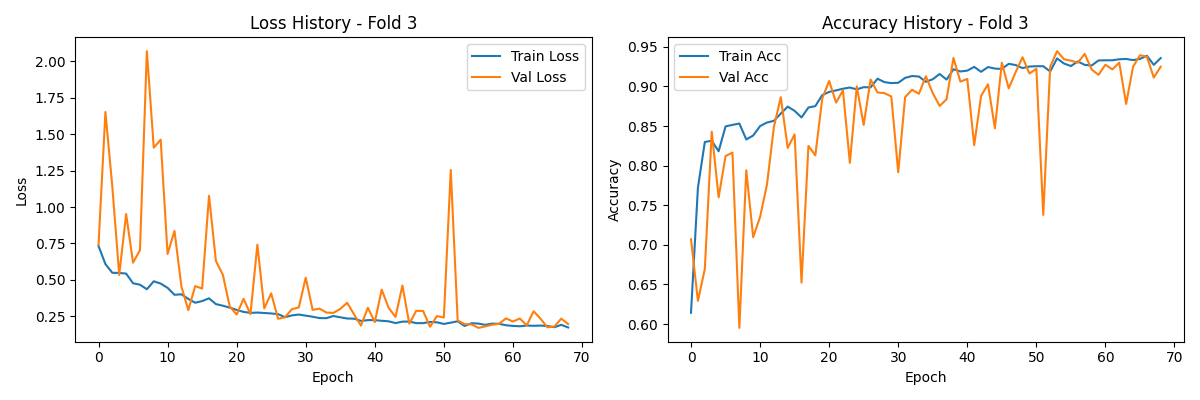 Loss History - Fold 3
Train Loss
Val Loss
2.00
1.75
1.50
1.25
1.00
0.75
0.50
0.25
Loss
0 10 20 30 40 50 60 70
Epoch
Accuracy History - Fold 3
Train Acc
Val Acc
0.95
0.90
0.85
0.80
0.75
0.70
0.65
0.60
Accuracy
0 10 20 30 40 50 60 70
Epoch